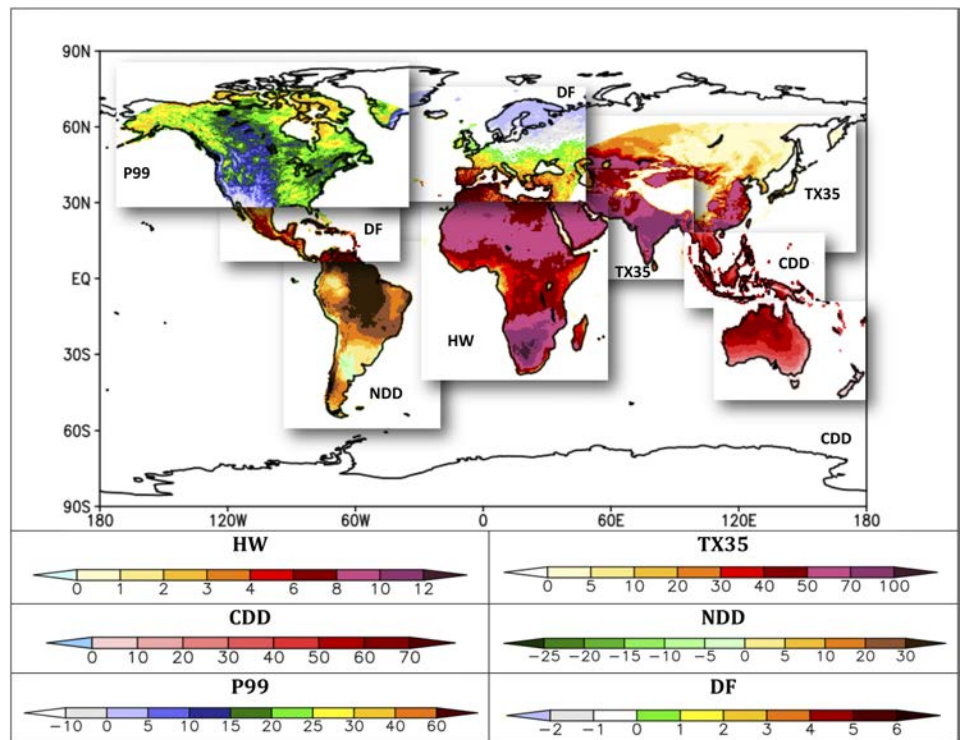 90N
60N
30N
EQ
30S
60S
90S
180 120W 60W 0 60E 120E 180
P99
DF
DF
TX35
TX35
CDD
HW
NDD
CDD
HW
0 1 2 3 4 6 8 10 12
TX35
0 5 10 20 30 40 50 70 100
CDD
0 10 20 30 40 50 60 70
NDD
-25 -20 -15 -10 -5 0 5 10 20 30
P99
-10 0 5 10 15 20 25 30 40 60
DF
-2 -1 0 1 2 3 4 5 6